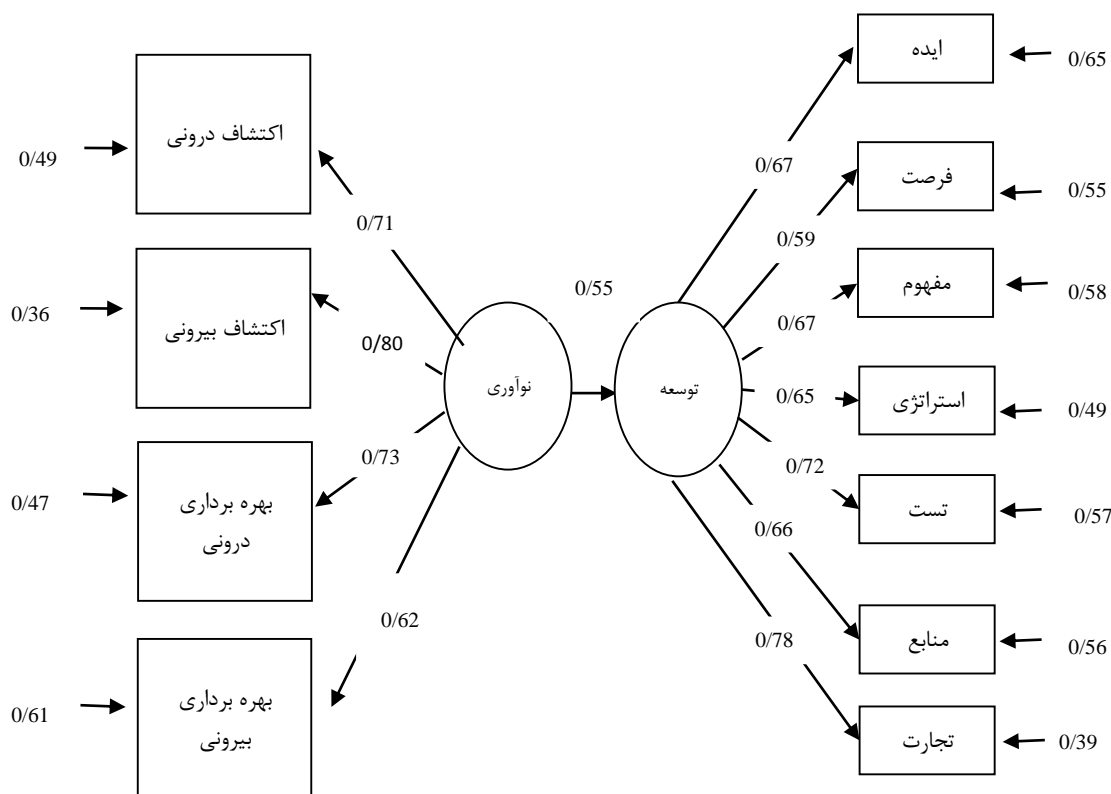 ایده
0/65
اکتشاف درونی
0/49
0/67
فرصت
0/55
0/71
0/59
مفهوم
0/58
0/55
اکتشاف بیرونی
0/36
0/80
0/67
نوآوری
توسعه
0/65
استراتژی
0/49
0/73
0/72
تست
0/57
بهره برداری
درونی
0/47
0/66
0/62
0/78
منابع
0/56
بهره برداری
بیرونی
0/61
تجارت
0/39